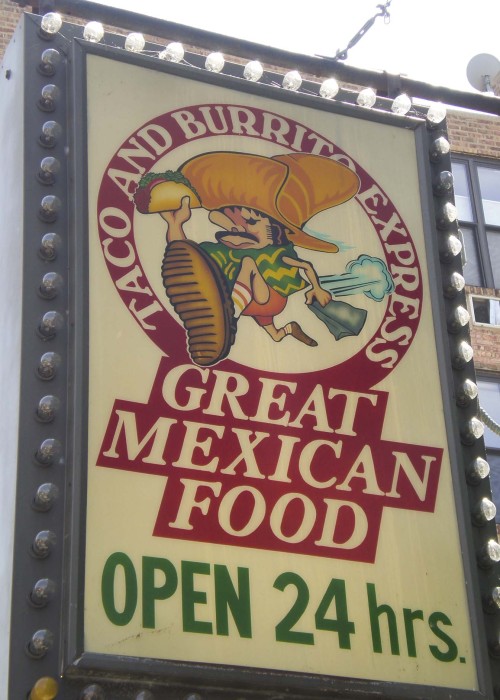 TACO AND BURRITO EXPRESS
GREAT
MEXICAN
FOOD
OPEN 24 hrs.